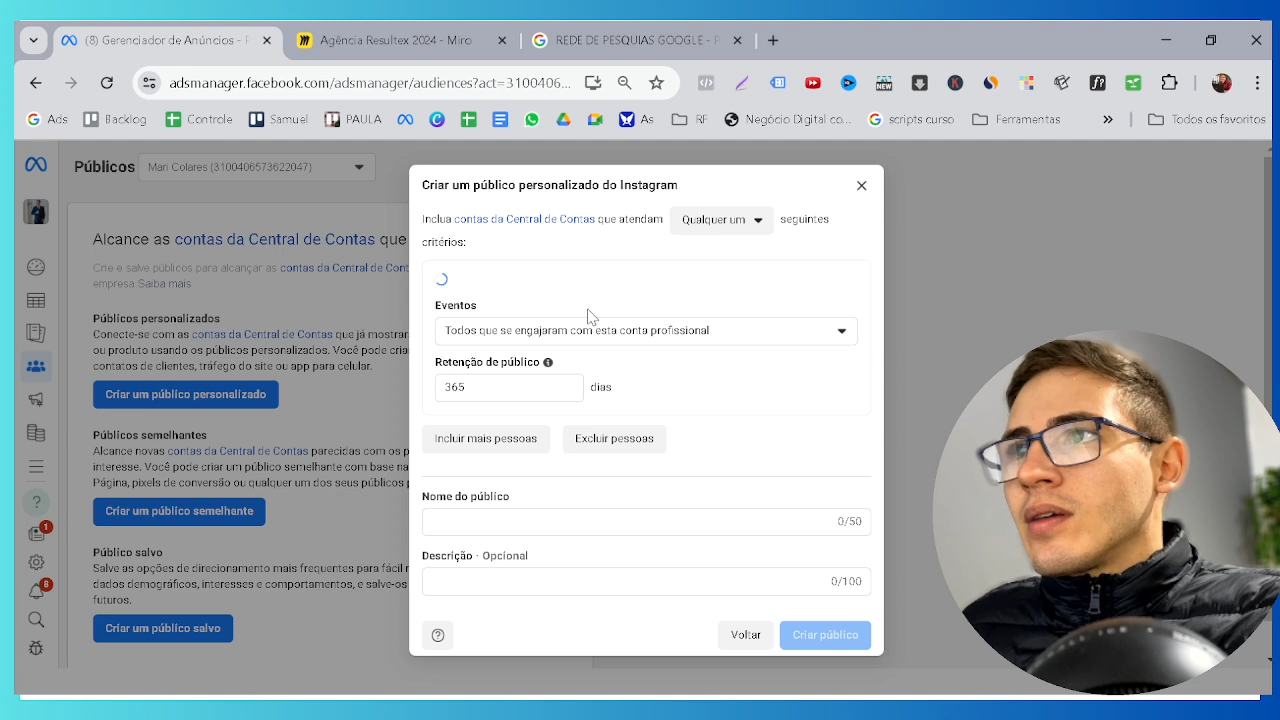 (8) Gerenciador de Anúncios - F
Agência Resultex 2024 - Miro
REDE DE PESQUIAS GOOGLE - P
adsmanager.facebook.com/adsmanager/audiences?act=3100406...
Ads
Backlog
Controle
Samuel
PAULA
As
RF
Negócio Digital co...
scripts curso
Ferramentas
»
Todos os favoritos
Públicos
Mari Colares (3100406573622047)
Alcance as contas da Central de Contas que
Crie e salve públicos para alcançar as contas da Central de Cont
empresa.Saiba mais
Públicos personalizados
Conecte-se com as contas da Central de Contas que já mostrar
ou produto usando os públicos personalizados. Você pode criar
contatos de clientes, tráfego do site ou app para celular.
Criar um público personalizado
Públicos semelhantes
Alcance novas contas da Central de Contas parecidas com os p
interesse. Você pode criar um público semelhante com base na
Página, pixels de conversão ou qualquer um dos seus públicos p
Criar um público semelhante
Público salvo
Salve as opções de direcionamento mais frequentes para fácil r
dados demográficos, interesses e comportamentos, e salve-os
futuros.
Criar um público salvo
1
6
Criar um público personalizado do Instagram
Inclua contas da Central de Contas que atendam Qualquer um seguintes
critérios:
Eventos
Todos que se engajaram com esta conta profissional
Retenção de público
365 dias
Incluir mais pessoas Excluir pessoas
Nome do público
0/50
Descrição · Opcional
0/100
Voltar Criar público